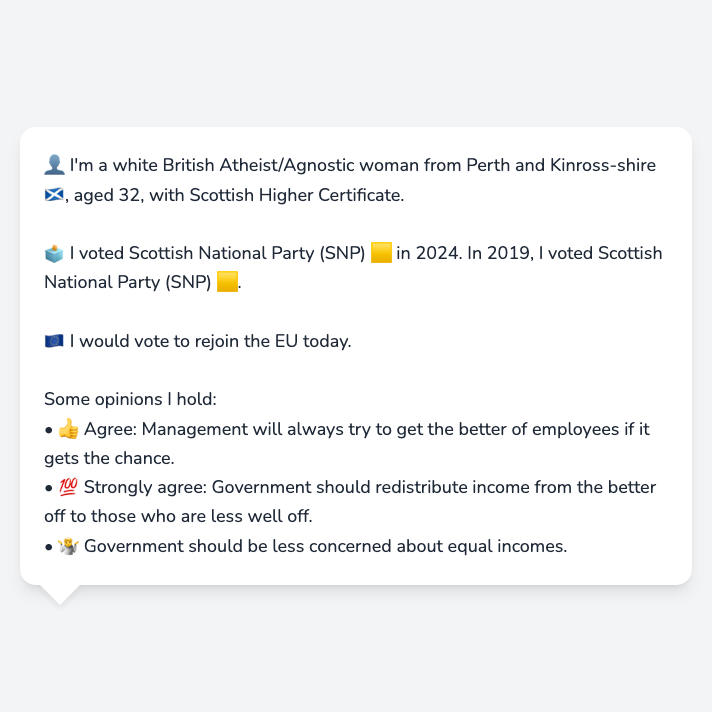 👤 I'm a white British Atheist/Agnostic woman from Perth and Kinross-shire
🏴󠁧󠁢󠁳󠁣󠁴󠁿, aged 32, with Scottish Higher Certificate.
🗳️ I voted Scottish National Party (SNP) 🟨 in 2024. In 2019, I voted Scottish
National Party (SNP) 🟨.
🇪🇺 I would vote to rejoin the EU today.
Some opinions I hold:
• 👍 Agree: Management will always try to get the better of employees if it
gets the chance.
• 💯 Strongly agree: Government should redistribute income from the better
off to those who are less well off.
• 🤷 Government should be less concerned about equal incomes.